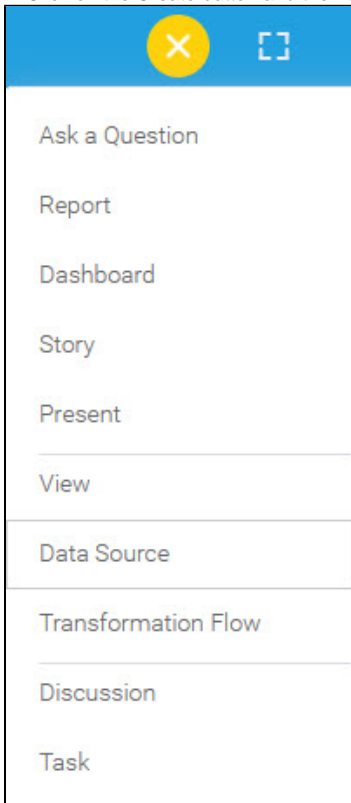 Ask a Question
Report
Dashboard
Story
Present
View
Data Source
Transformation Flow
Discussion
Task